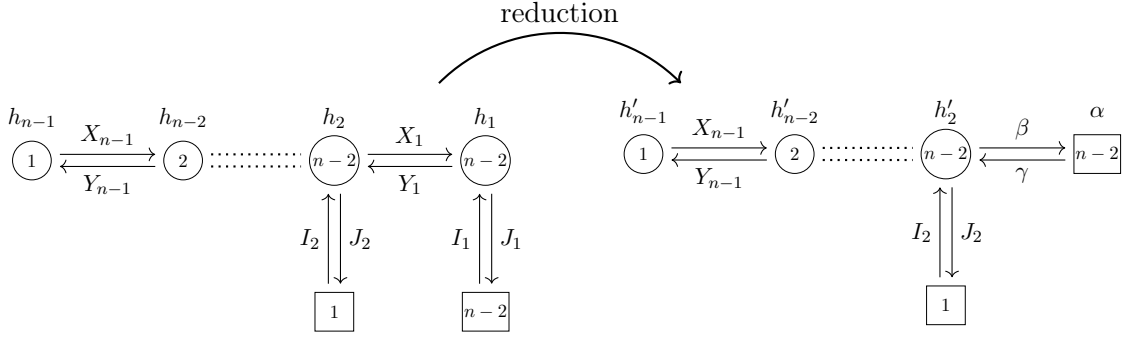 reduction
h_{n-1} h_{n-2} h_2 h_1 h'_{n-1} h'_{n-2} h'_2 α
X_{n-1} X_1 X_{n-1} β
1 2 n-2 n-2 1 2 n-2 n-2
Y_{n-1} Y_1 Y_{n-1} γ
I_2 J_2 I_1 J_1 I_2 J_2
1 n-2 1